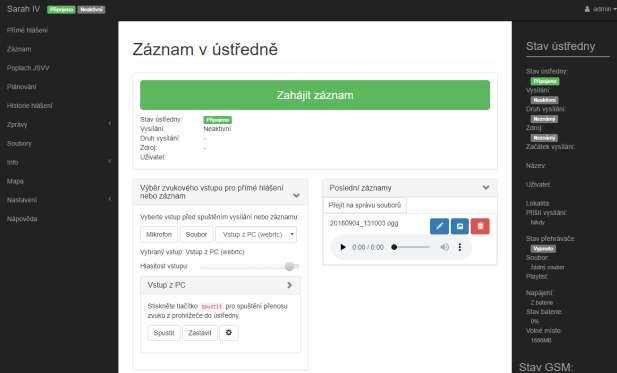 Sarah IV Připojeno Neaktivní
admin
Přímé hlášení
Záznam
Poplach JSVV
Plánování
Historie hlášení
Zprávy
Soubory
Info
Mapa
Nastavení
Nápověda
Záznam v ústředně
Zahájit záznam
Stav ústředny: Připojeno
Vysílání: Neaktivní
Druh vysílání: -
Zdroj: -
Uživatel:
Výběr zvukového vstupu pro přímé hlášení
nebo záznam
Vyberte vstup před spuštěním vysílání nebo záznamu:
Mikrofon Soubor Vstup z PC (webrtc)
Vybraný vstup: Vstup z PC (webrtc)
Hlasitost vstupu:
Vstup z PC
Stiskněte tlačítko Spustit pro spuštění přenosu
zvuku z prohlížeče do ústředny.
Spustit Zastavit
Poslední záznamy
Přejít na správu souborů
20180904_131003.ogg
0:00 / 0:00
Stav ústředny
Stav ústředny:
Připojeno
Vysílání:
Neaktivní
Druh vysílání:
Neznámý
Zdroj:
Neznámý
Začátek vysílání:
Název:
Uživatel:
Lokalita:
Příští vysílání:
Nikdy
Stav přehrávače:
Vypnuto
Soubor:
žádný soubor
Playlist:
Napájení:
Z baterie
Stav baterie:
0%
Volné místo:
1666MB
Stav GSM: